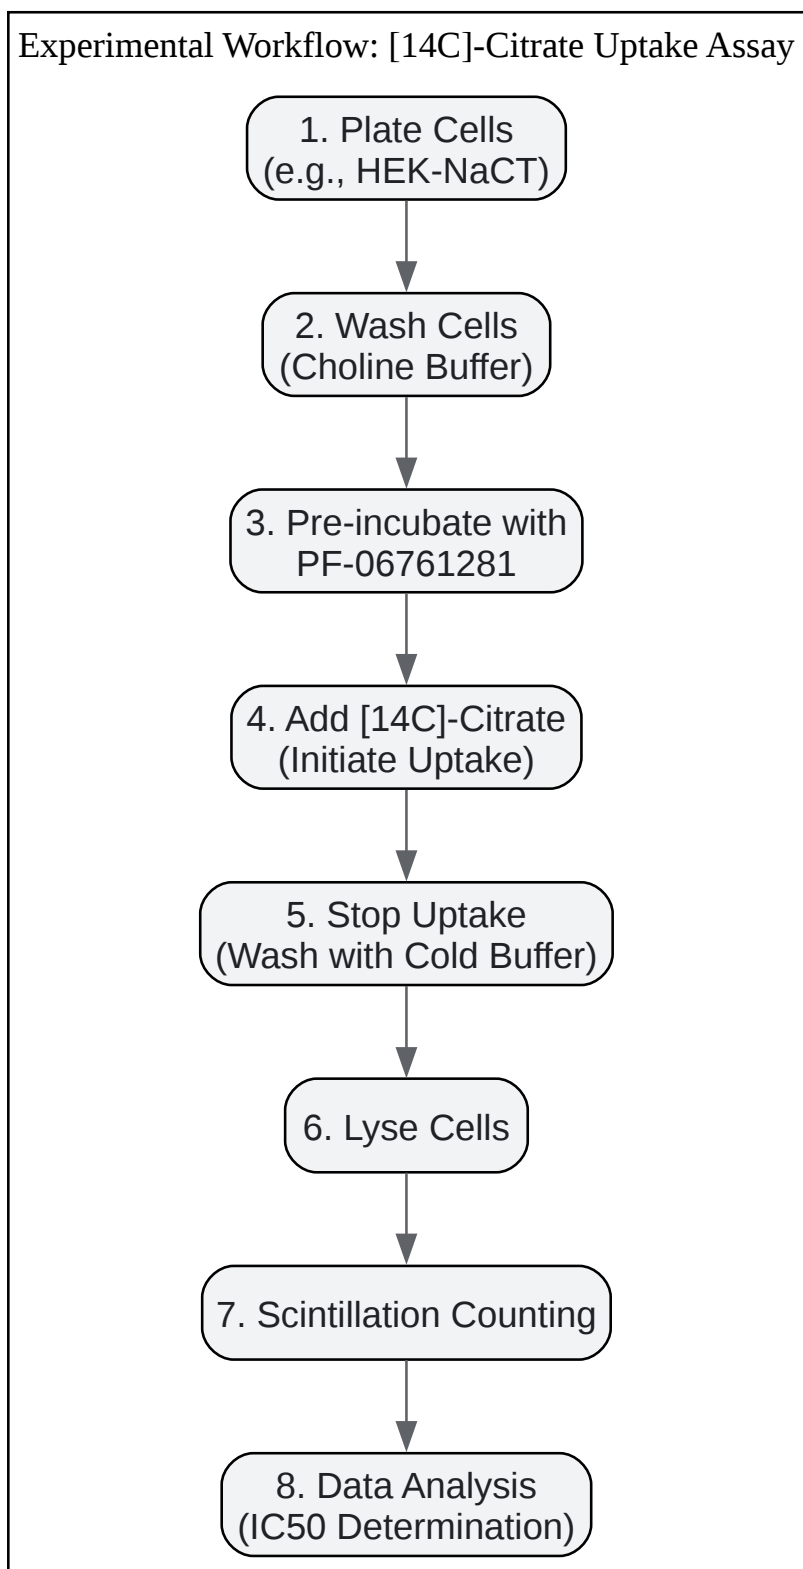 Experimental Workflow: [14C]-Citrate Uptake Assay
1. Plate Cells
(e.g., HEK-NaCT)
2. Wash Cells
(Choline Buffer)
3. Pre-incubate with
PF-06761281
4. Add [14C]-Citrate
(Initiate Uptake)
5. Stop Uptake
(Wash with Cold Buffer)
6. Lyse Cells
7. Scintillation Counting
8. Data Analysis
(IC50 Determination)